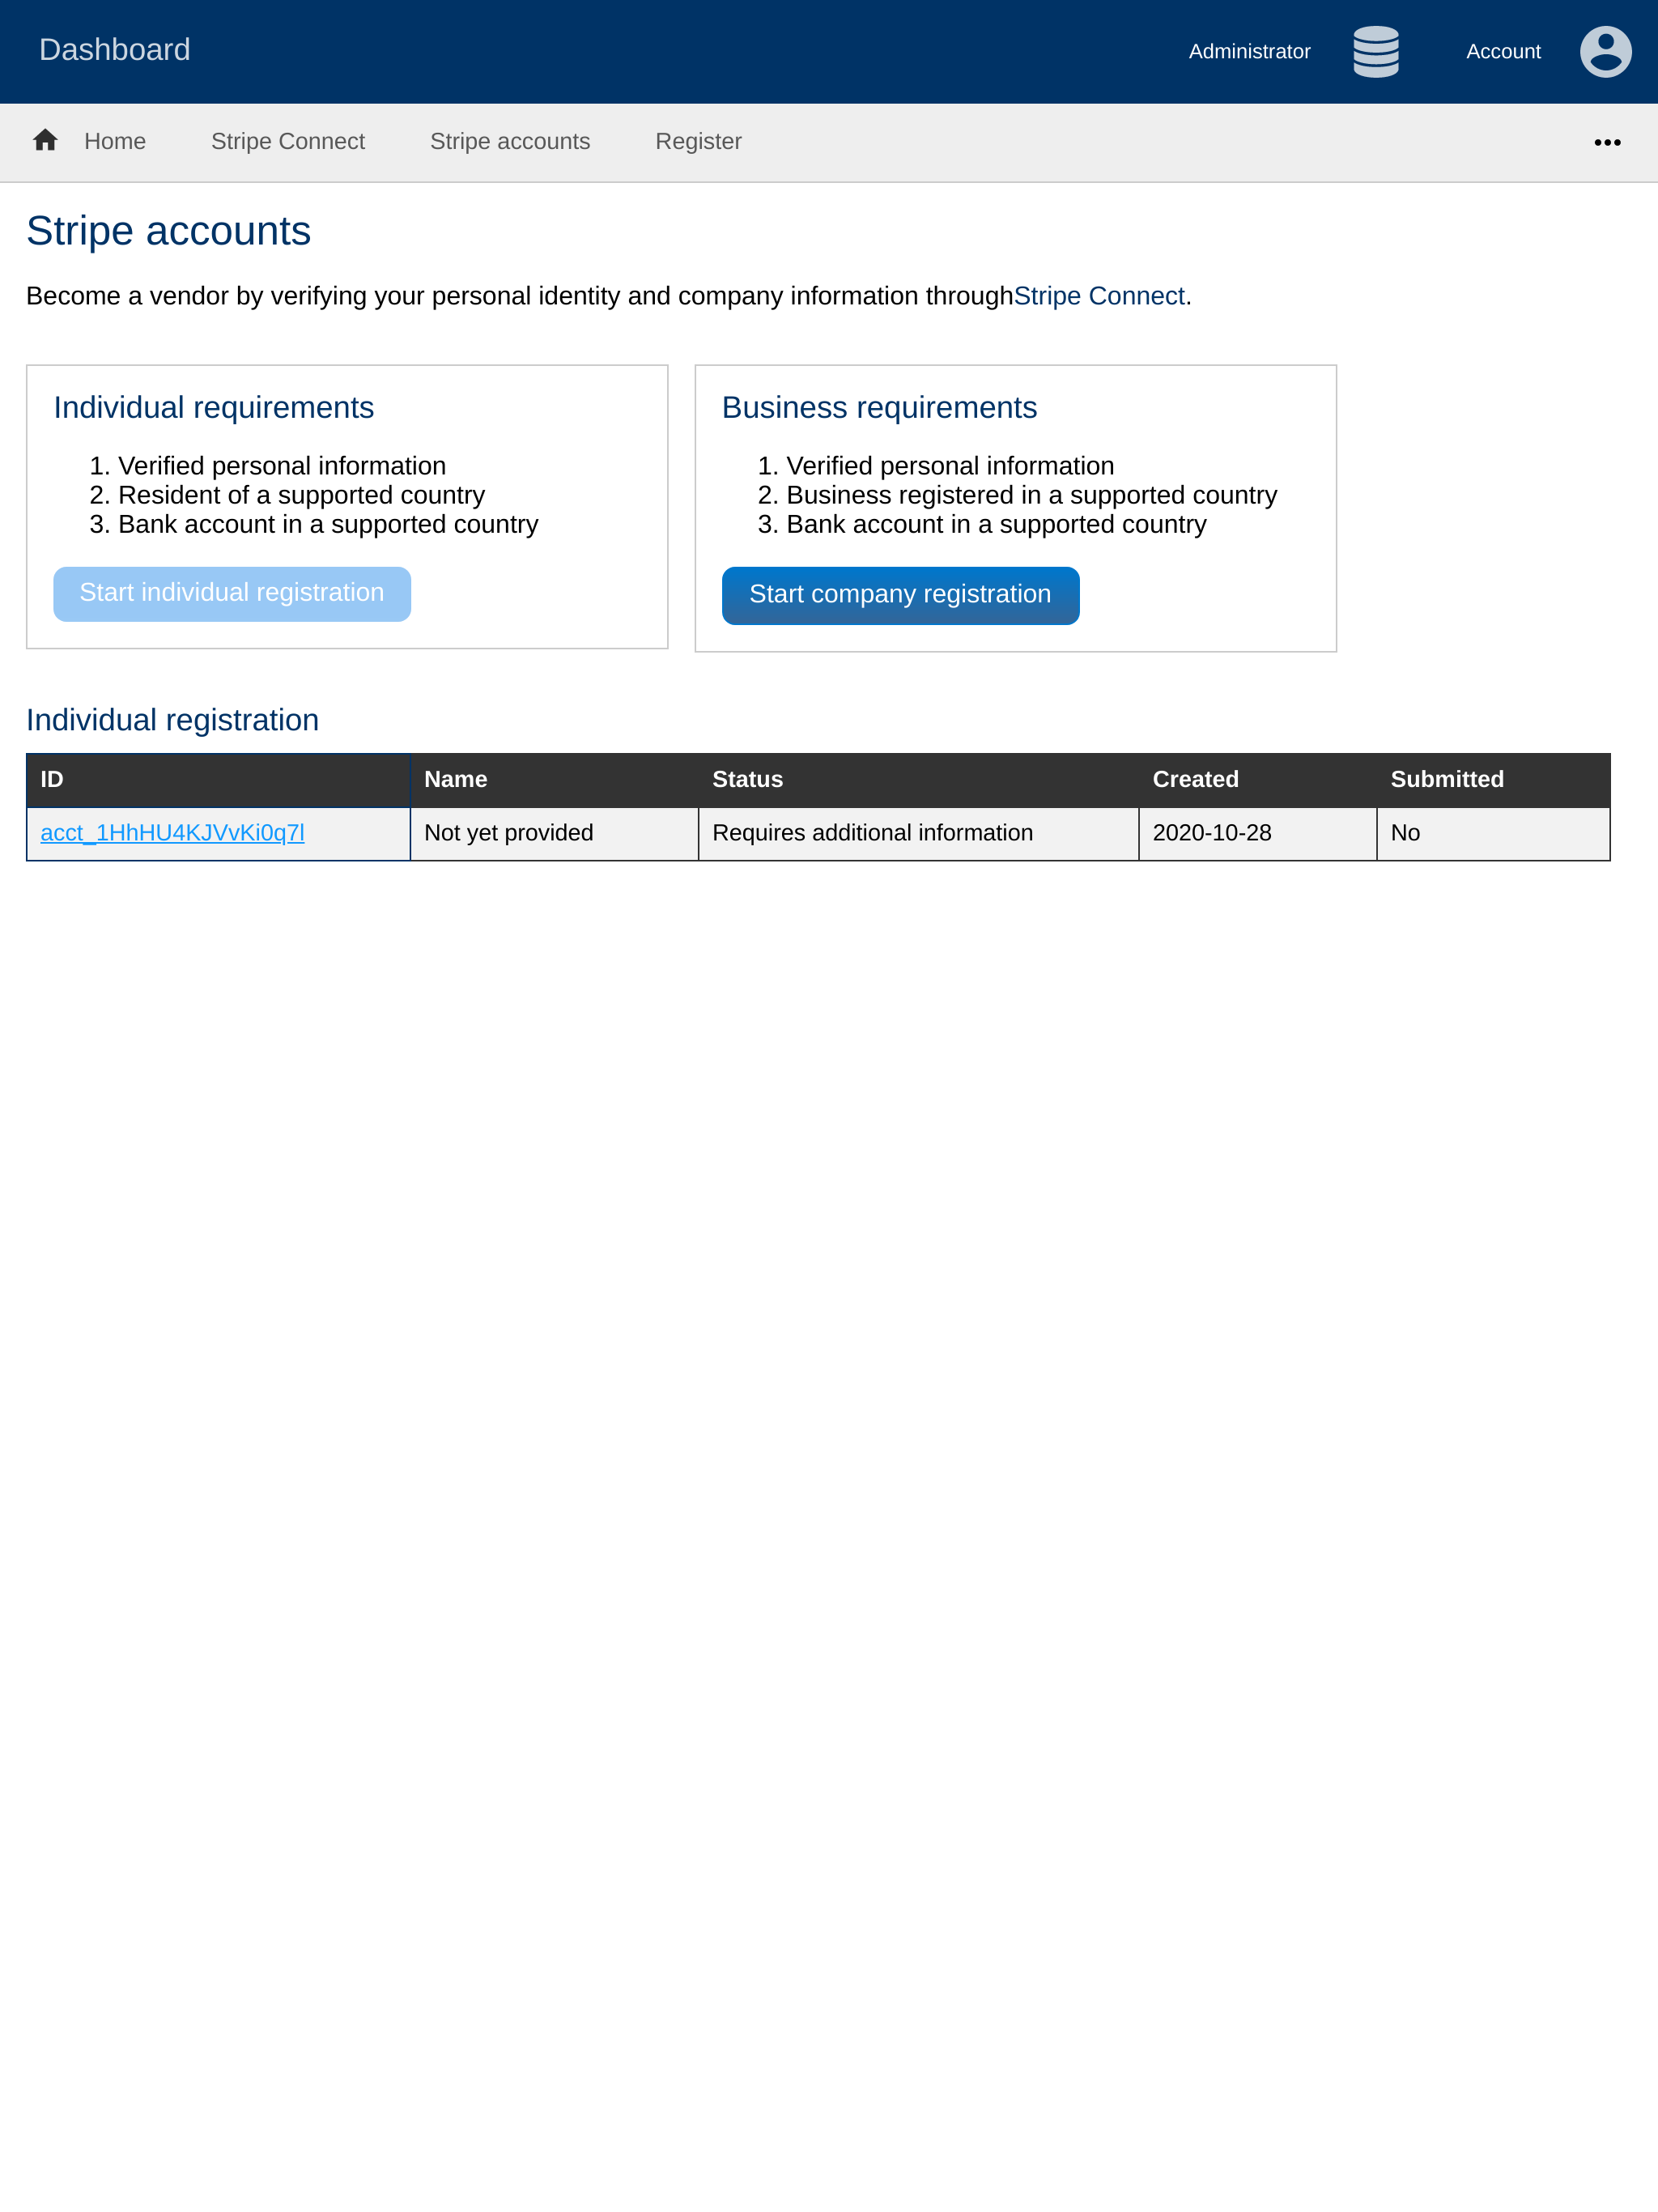 Dashboard
Administrator
Account
Home
Stripe Connect
Stripe accounts
Register
•••
Stripe accounts
Become a vendor by verifying your personal identity and company information throughStripe Connect.
Individual requirements
1. Verified personal information
2. Resident of a supported country
3. Bank account in a supported country
Start individual registration
Business requirements
1. Verified personal information
2. Business registered in a supported country
3. Bank account in a supported country
Start company registration
Individual registration
ID Name Status Created Submitted
acct_1HhHU4KJVvKi0q7l Not yet provided Requires additional information 2020-10-28 No